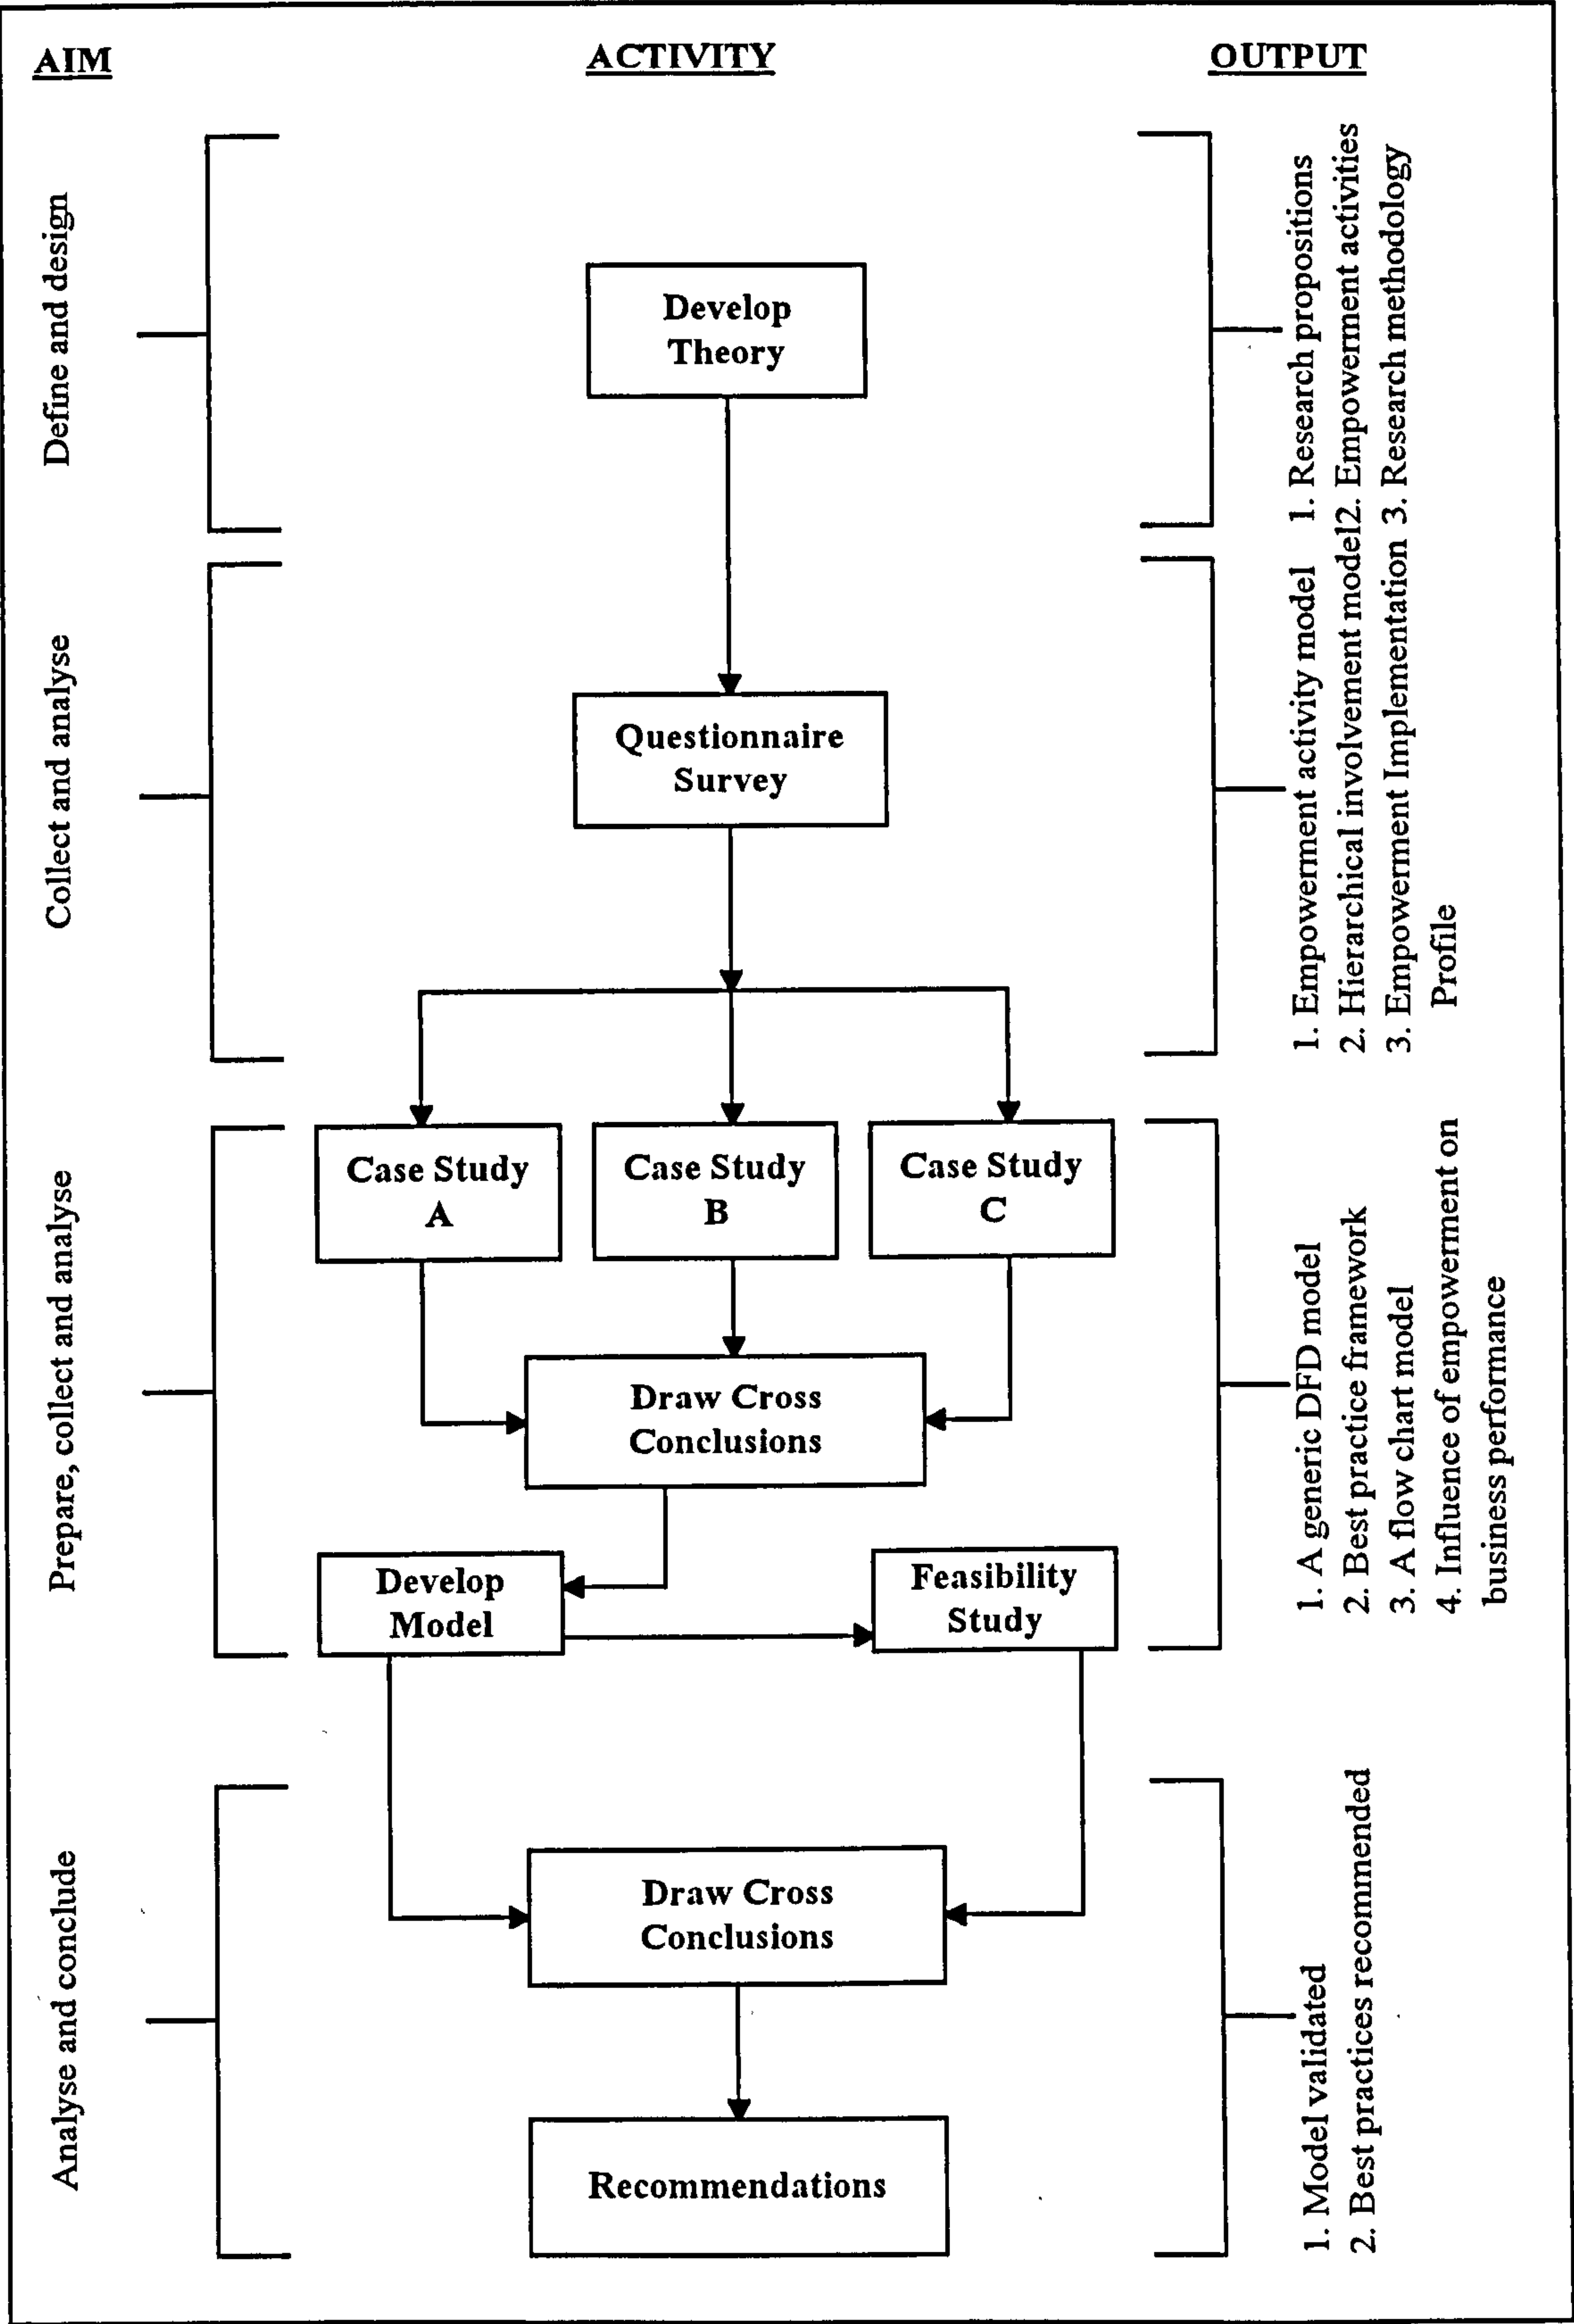 AIM
ACTIVITY
OUTPUT
Define and design
Develop
Theory
1. Research propositions
2. Empowerment activities
3. Research methodology
Collect and analyse
Questionnaire
Survey
1. Empowerment activity model
2. Hierarchical involvement model
3. Empowerment Implementation
Profile
Prepare, collect and analyse
Case Study
A
Case Study
B
Case Study
C
Draw Cross
Conclusions
Develop
Model
Feasibility
Study
1. A generic DFD model
2. Best practice framework
3. A flow chart model
4. Influence of empowerment on
business performance
Analyse and conclude
Draw Cross
Conclusions
Recommendations
1. Model validated
2. Best practices recommended